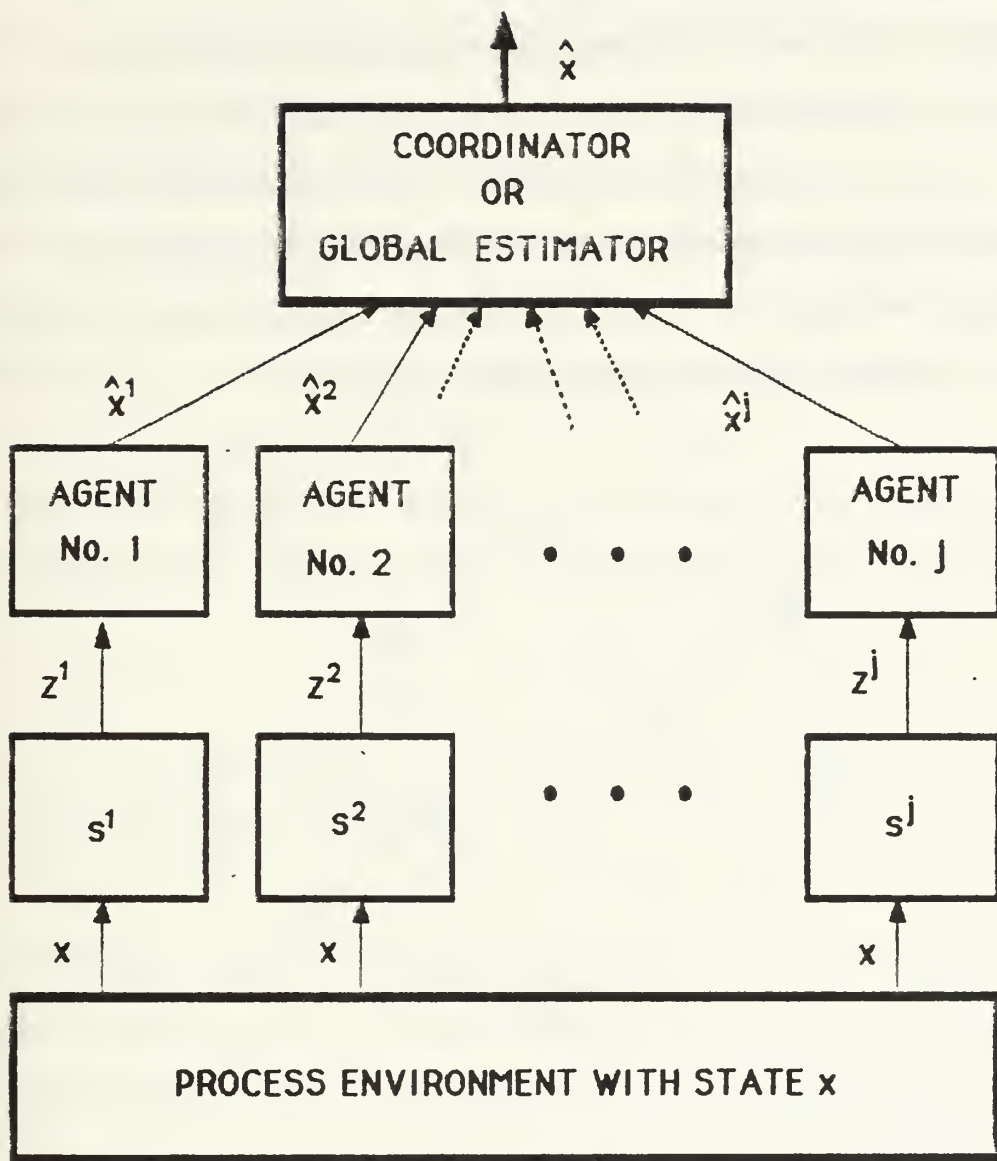 x̂
COORDINATOR
OR
GLOBAL ESTIMATOR
x̂¹ x̂² x̂ʲ
AGENT AGENT AGENT
No. 1 No. 2 No. j
• • •
z¹ z² zʲ
s¹ s² • • • sʲ
x x x
PROCESS ENVIRONMENT WITH STATE x